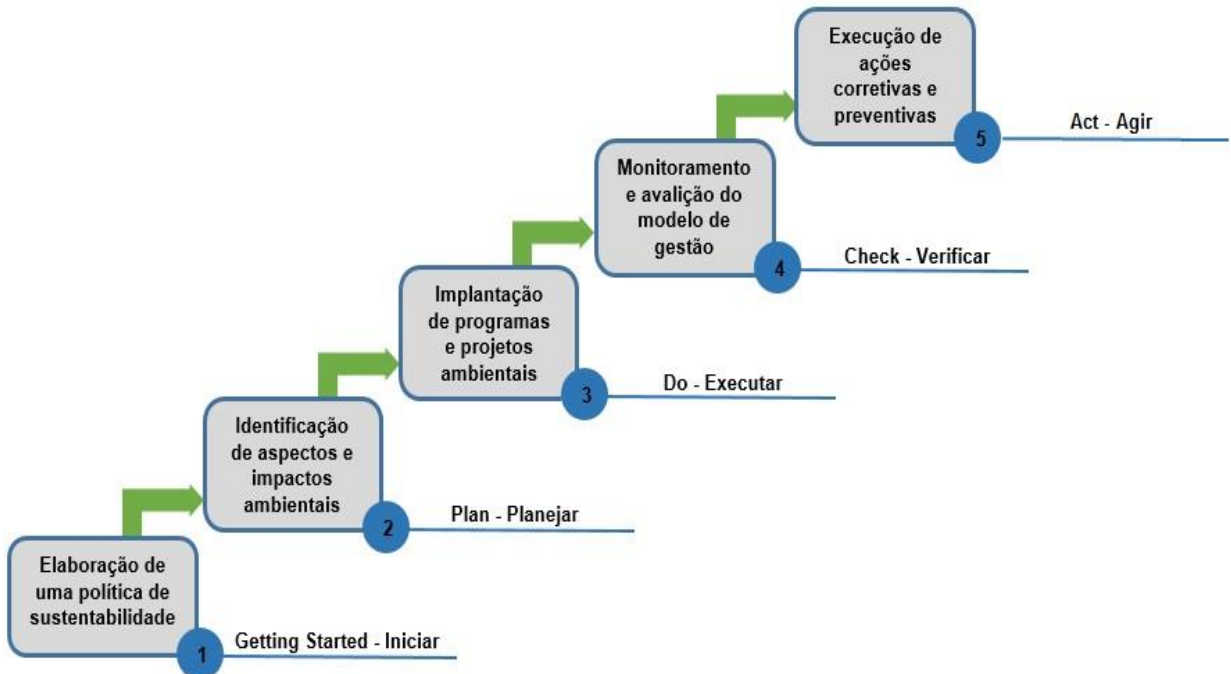 Execução de
ações
corretivas e
preventivas
5
Act - Agir
Monitoramento
e avalição do
modelo de
gestão
4
Check - Verificar
Implantação
de programas
e projetos
ambientais
3
Do - Executar
Identificação
de aspectos e
impactos
ambientais
2
Plan - Planejar
Elaboração de
uma política de
sustentabilidade
1
Getting Started - Iniciar